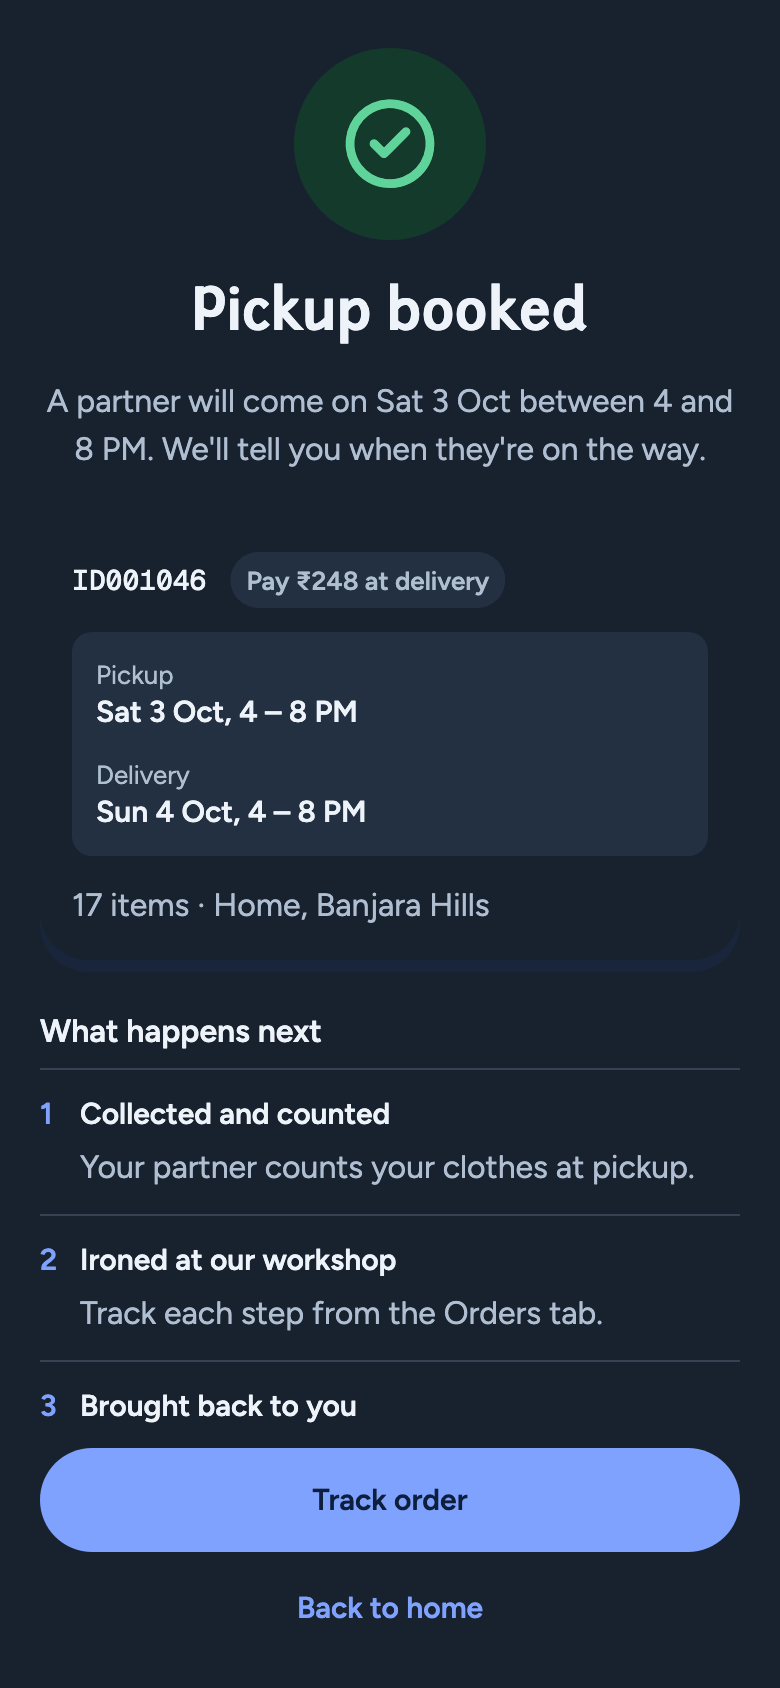 Pickup booked
A partner will come on Sat 3 Oct between 4 and
8 PM. We'll tell you when they're on the way.
ID001046 Pay ₹248 at delivery
Pickup
Sat 3 Oct, 4 – 8 PM
Delivery
Sun 4 Oct, 4 – 8 PM
17 items · Home, Banjara Hills
What happens next
1 Collected and counted
Your partner counts your clothes at pickup.
2 Ironed at our workshop
Track each step from the Orders tab.
3 Brought back to you
Track order
Back to home